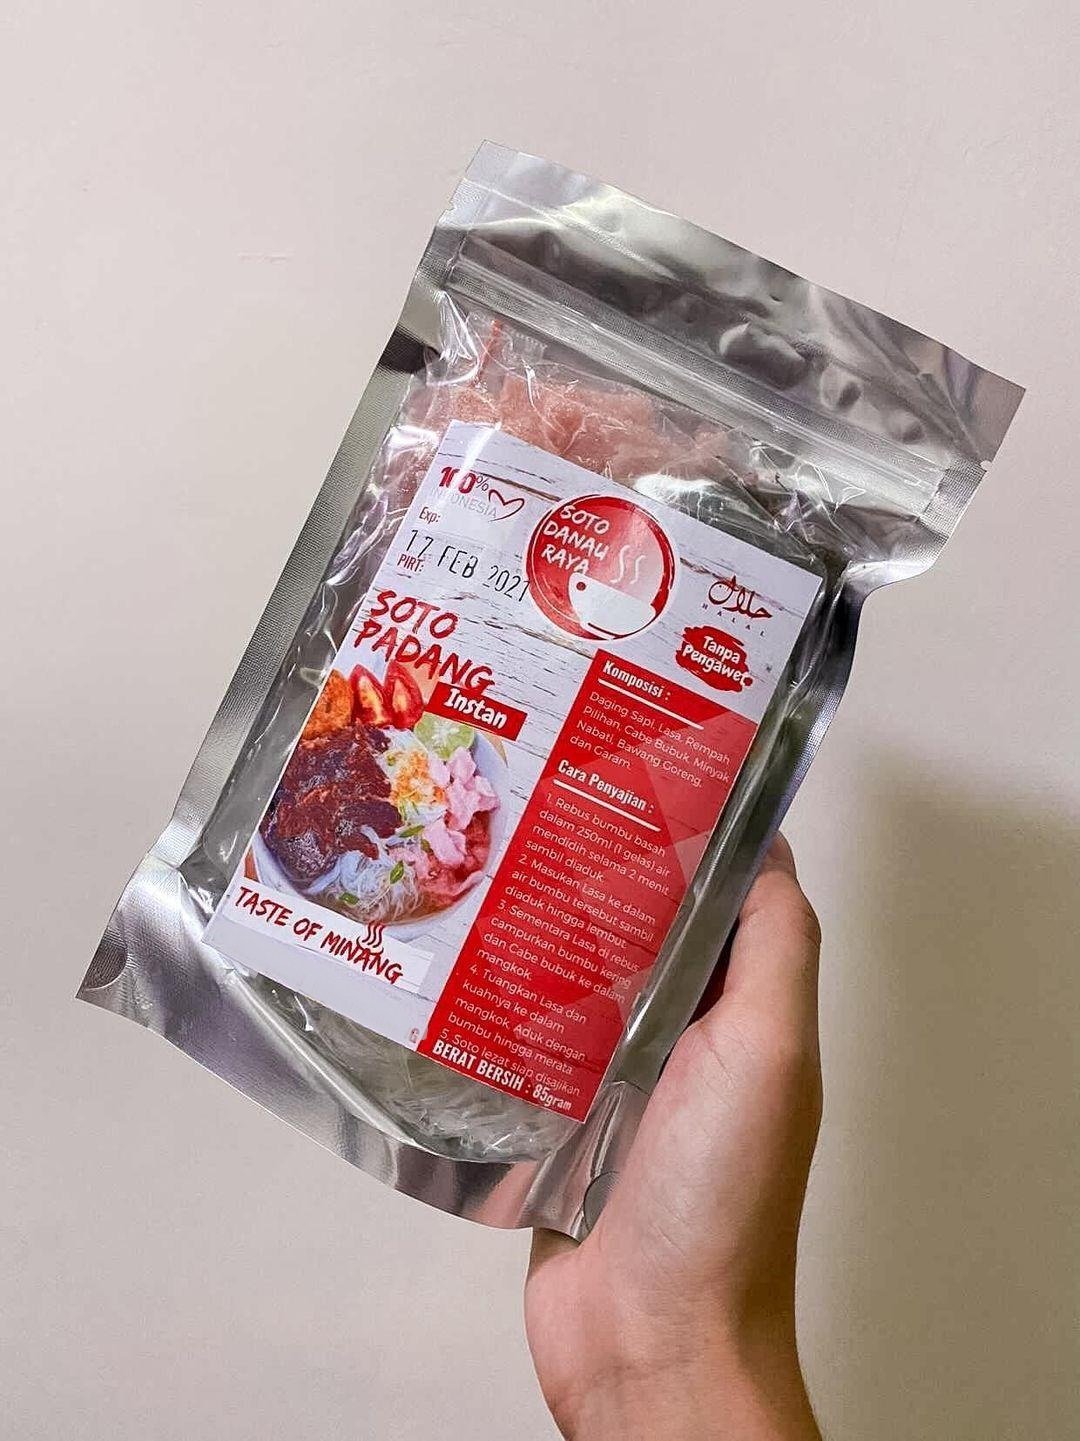 100%
INDONESIA
Exp:
17 FEB 2021
PIRT:
SOTO
DANAU
RAYA
حلال
HALAL
Tanpa
Pengawet
SOTO
PADANG
Instan
TASTE OF MINANG
Komposisi :
Daging Sapi, Lasa, Rempah
Pilihan, Cabe Bubuk, Minyak
Nabati, Bawang Goreng,
dan Garam.
Cara Penyajian :
1. Rebus bumbu basah
dalam 250ml (1 gelas) air
mendidih selama 2 menit
sambil diaduk.
2. Masukan Lasa ke dalam
air bumbu tersebut sambil
diaduk hingga lembut
3. Sementara Lasa di rebus,
campurkan bumbu kering
dan Cabe bubuk ke dalam
mangkok.
4. Tuangkan Lasa dan
kuahnya ke dalam
mangkok. Aduk dengan
bumbu hingga merata
5. Soto lezat siap disajikan
BERAT BERSIH : 85gram